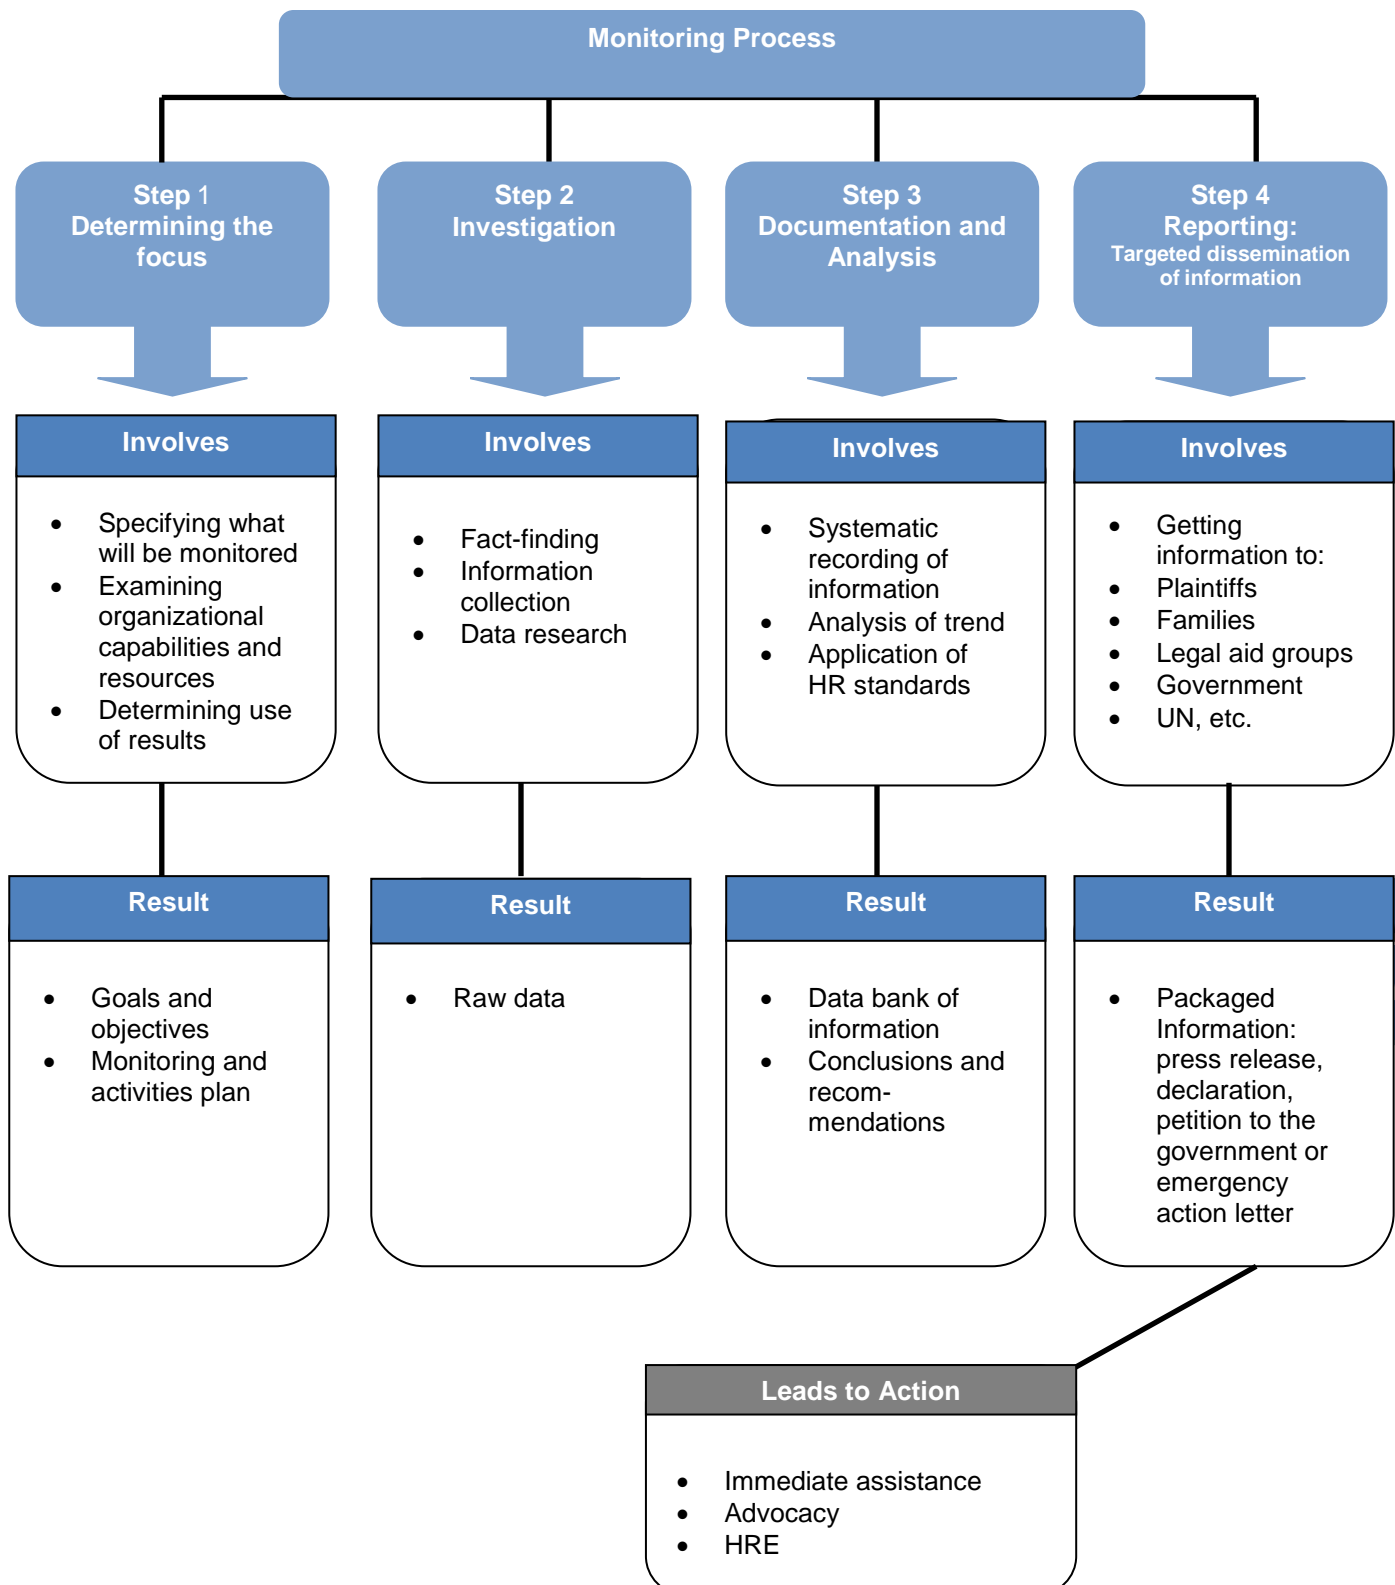 Monitoring Process
Step 1
Determining the
focus
Step 2
Investigation
Step 3
Documentation and
Analysis
Step 4
Reporting:
Targeted dissemination
of information
Involves
• Specifying what
will be monitored
• Examining
organizational
capabilities and
resources
• Determining use
of results
Involves
• Fact-finding
• Information
collection
• Data research
Involves
• Systematic
recording of
information
• Analysis of trend
• Application of
HR standards
Involves
• Getting
information to:
• Plaintiffs
• Families
• Legal aid groups
• Government
• UN, etc.
Result
• Goals and
objectives
• Monitoring and
activities plan
Result
• Raw data
Result
• Data bank of
information
• Conclusions and
recom-
mendations
Result
• Packaged
Information:
press release,
declaration,
petition to the
government or
emergency
action letter
Leads to Action
• Immediate assistance
• Advocacy
• HRE